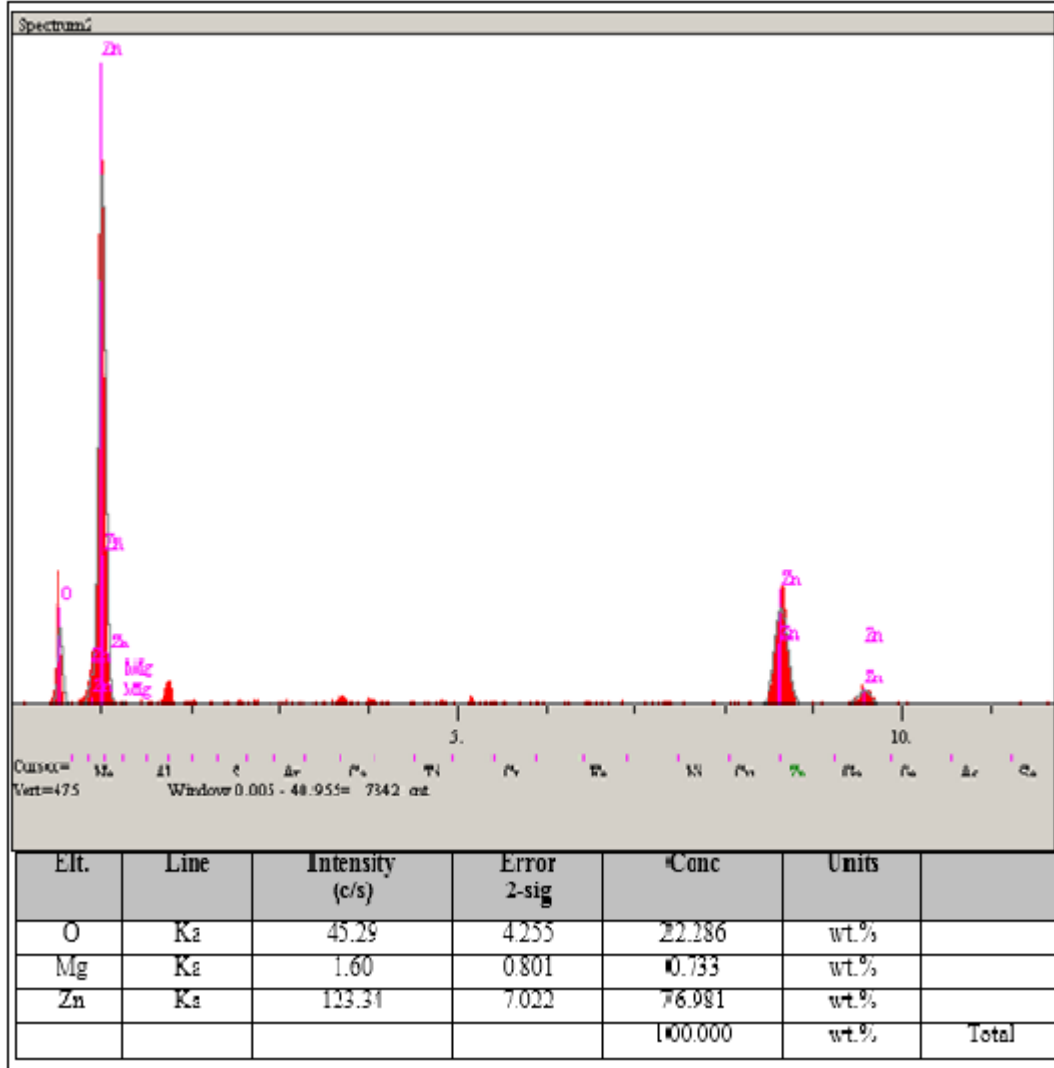 Spectrum2
Zn
Zn
O
Zn
Mg
Mg
Zn
Zn
Zn
Zn
5. 10.
Cursor=
Vert=475 Window 0.005 - 40.955= 7342 cnt
Elt. Line Intensity (c/s) Error 2-sig Conc Units
O Ka 45.29 4.255 22.286 wt.%
Mg Ka 1.60 0.801 0.733 wt.%
Zn Ka 123.34 7.022 76.981 wt.%
100.000 wt.% Total